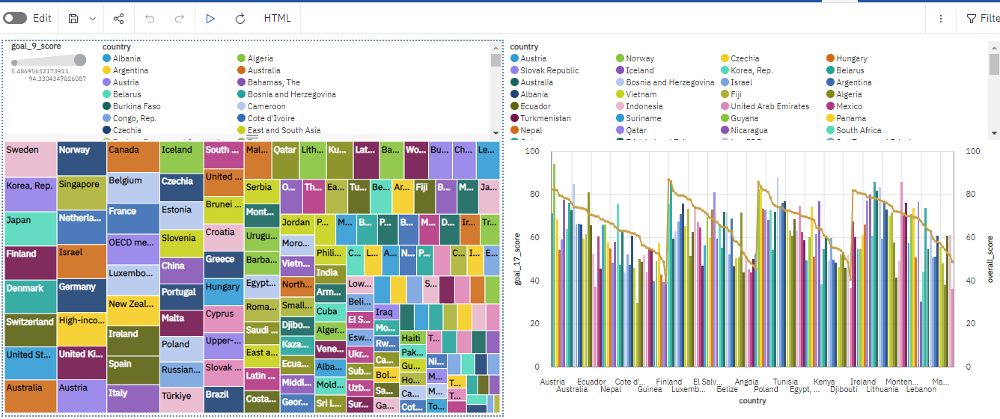 Edit
HTML
Filte
goal_9_score
5.48695652173913
94.3304347826087
country
Albania
Algeria
Argentina
Australia
Austria
Bahamas, The
Belarus
Bosnia and Herzegovina
Burkina Faso
Cameroon
Congo, Rep.
Cote d'Ivoire
Czechia
East and South Asia
Sweden
Korea, Rep.
Japan
Finland
Denmark
Switzerland
United St...
Australia
Norway
Singapore
Netherla...
Israel
Germany
High-inco...
United Ki...
Austria
Canada
Belgium
France
OECD me...
Luxembo...
New Zeal...
Ireland
Spain
Italy
Iceland
Czechia
Estonia
Slovenia
China
Portugal
Malta
Poland
Russian...
Türkiye
South ...
United ...
Brunei ...
Croatia
Greece
Hungary
Cyprus
Upper-...
Slovak ...
Brazil
Mal...
Serbia
Mont...
Urugu...
Barba...
Egypt...
Roma...
Saudi ...
East a...
Latin ...
Costa...
Qatar
Lith...
Ku...
Lat...
Ba...
Wo...
Bu...
Ch...
Le...
O...
Th...
Ea...
Tu...
Be...
Ar...
Fiji
B...
M...
Ja...
Jordan
Moro...
Vietn...
North...
Small...
Djibo...
Kaza...
Ecua...
Middl...
Geor...
P...
M...
B...
P...
B...
M...
D...
Ir...
Tr...
Phili...
India
Arm...
Cuba
Alger...
Vene...
Alba...
Mold...
Sri L...
C...
L...
A...
N...
P...
C...
I...
E...
Low...
Beli...
El S...
Esw...
Ukr...
Sub...
Uzb...
Sur...
S...
Iraq
Mo...
Rw...
Ca...
Bol...
Sa...
Ga...
Haiti
Pak...
Gu...
Ho...
Ca...
Cot...
T...
Ni...
M...
M...
To...
T...
T...
country
Austria
Norway
Czechia
Hungary
Slovak Republic
Iceland
Korea, Rep.
Belarus
Australia
Bosnia and Herzegovina
Israel
Argentina
Albania
Vietnam
Fiji
Algeria
Ecuador
Indonesia
United Arab Emirates
Mexico
Turkmenistan
Suriname
Guyana
Panama
Nepal
Qatar
Nicaragua
South Africa
100
80
60
40
20
0
goal_17_score
100
80
60
40
20
0
overall_score
Austria Ecuador Cote d'... Finland El Salv... Angola Tunisia Kenya Ireland Monten... Ma...
Australia Nepal Guinea Luxemb... Belize Poland Egypt, ... Djibouti Lithuania Lebanon
country